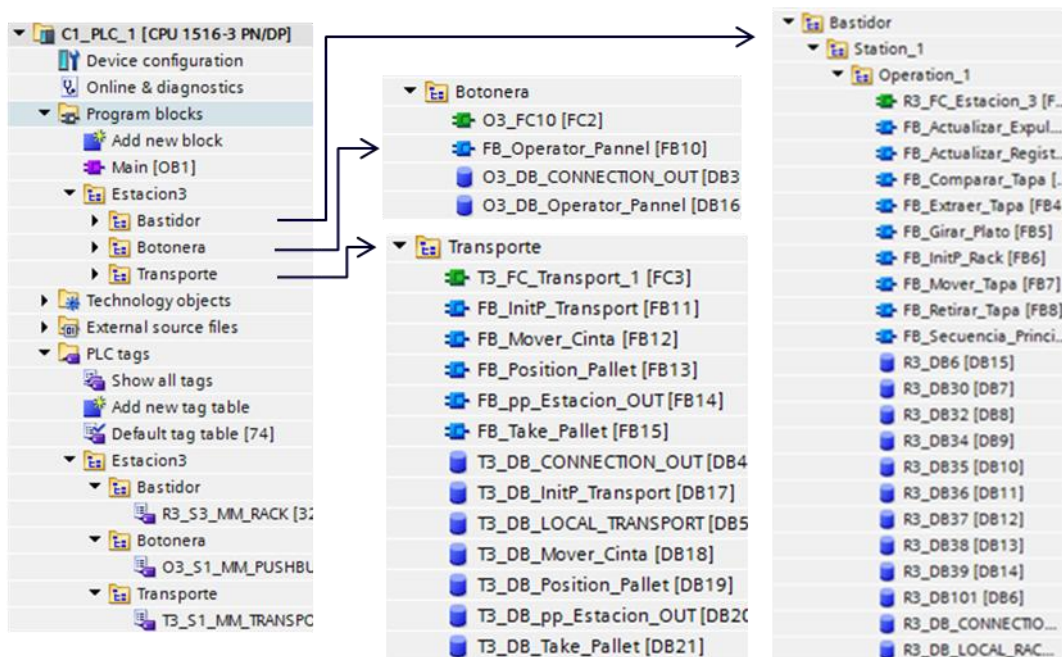 C1_PLC_1 [CPU 1516-3 PN/DP]
Device configuration
Online & diagnostics
Program blocks
Add new block
Main [OB1]
Estacion3
Bastidor
Botonera
Transporte
Technology objects
External source files
PLC tags
Show all tags
Add new tag table
Default tag table [74]
Estacion3
Bastidor
R3_S3_MM_RACK [32
Botonera
O3_S1_MM_PUSHBU
Transporte
T3_S1_MM_TRANSPO
Botonera
O3_FC10 [FC2]
FB_Operator_Pannel [FB10]
O3_DB_CONNECTION_OUT [DB3
O3_DB_Operator_Pannel [DB16
Transporte
T3_FC_Transport_1 [FC3]
FB_InitP_Transport [FB11]
FB_Mover_Cinta [FB12]
FB_Position_Pallet [FB13]
FB_pp_Estacion_OUT [FB14]
FB_Take_Pallet [FB15]
T3_DB_CONNECTION_OUT [DB4
T3_DB_InitP_Transport [DB17]
T3_DB_LOCAL_TRANSPORT [DB5
T3_DB_Mover_Cinta [DB18]
T3_DB_Position_Pallet [DB19]
T3_DB_pp_Estacion_OUT [DB20
T3_DB_Take_Pallet [DB21]
Bastidor
Station_1
Operation_1
R3_FC_Estacion_3 [F...
FB_Actualizar_Expul...
FB_Actualizar_Regist...
FB_Comparar_Tapa [...
FB_Extraer_Tapa [FB4
FB_Girar_Plato [FB5]
FB_InitP_Rack [FB6]
FB_Mover_Tapa [FB7]
FB_Retirar_Tapa [FB8]
FB_Secuencia_Princi...
R3_DB6 [DB15]
R3_DB30 [DB7]
R3_DB32 [DB8]
R3_DB34 [DB9]
R3_DB35 [DB10]
R3_DB36 [DB11]
R3_DB37 [DB12]
R3_DB38 [DB13]
R3_DB39 [DB14]
R3_DB101 [DB6]
R3_DB_CONNECTIO...
R3_DB_LOCAL_RAC...